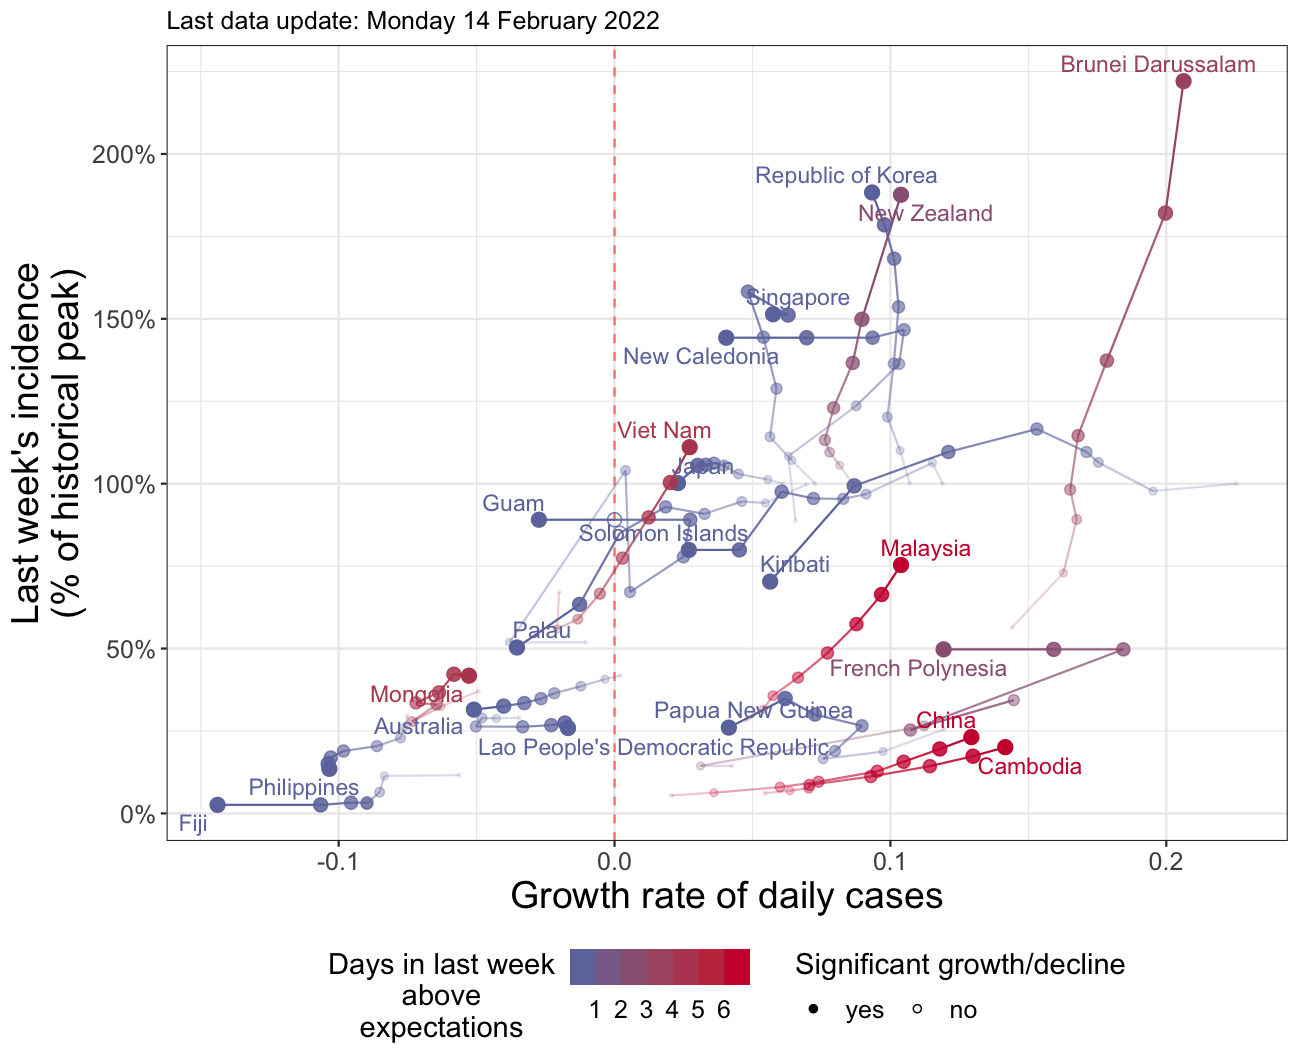 Last data update: Monday 14 February 2022
Last week's incidence
(% of historical peak)
200%
150%
100%
50%
0%
Brunei Darussalam
Republic of Korea
New Zealand
Singapore
New Caledonia
Viet Nam
Japan
Guam
Solomon Islands
Kiribati
Malaysia
Palau
French Polynesia
Mongolia
Papua New Guinea
China
Australia
Lao People's Democratic Republic
Cambodia
Philippines
Fiji
-0.1 0.0 0.1 0.2
Growth rate of daily cases
Days in last week
above
expectations
1 2 3 4 5 6
Significant growth/decline
yes no